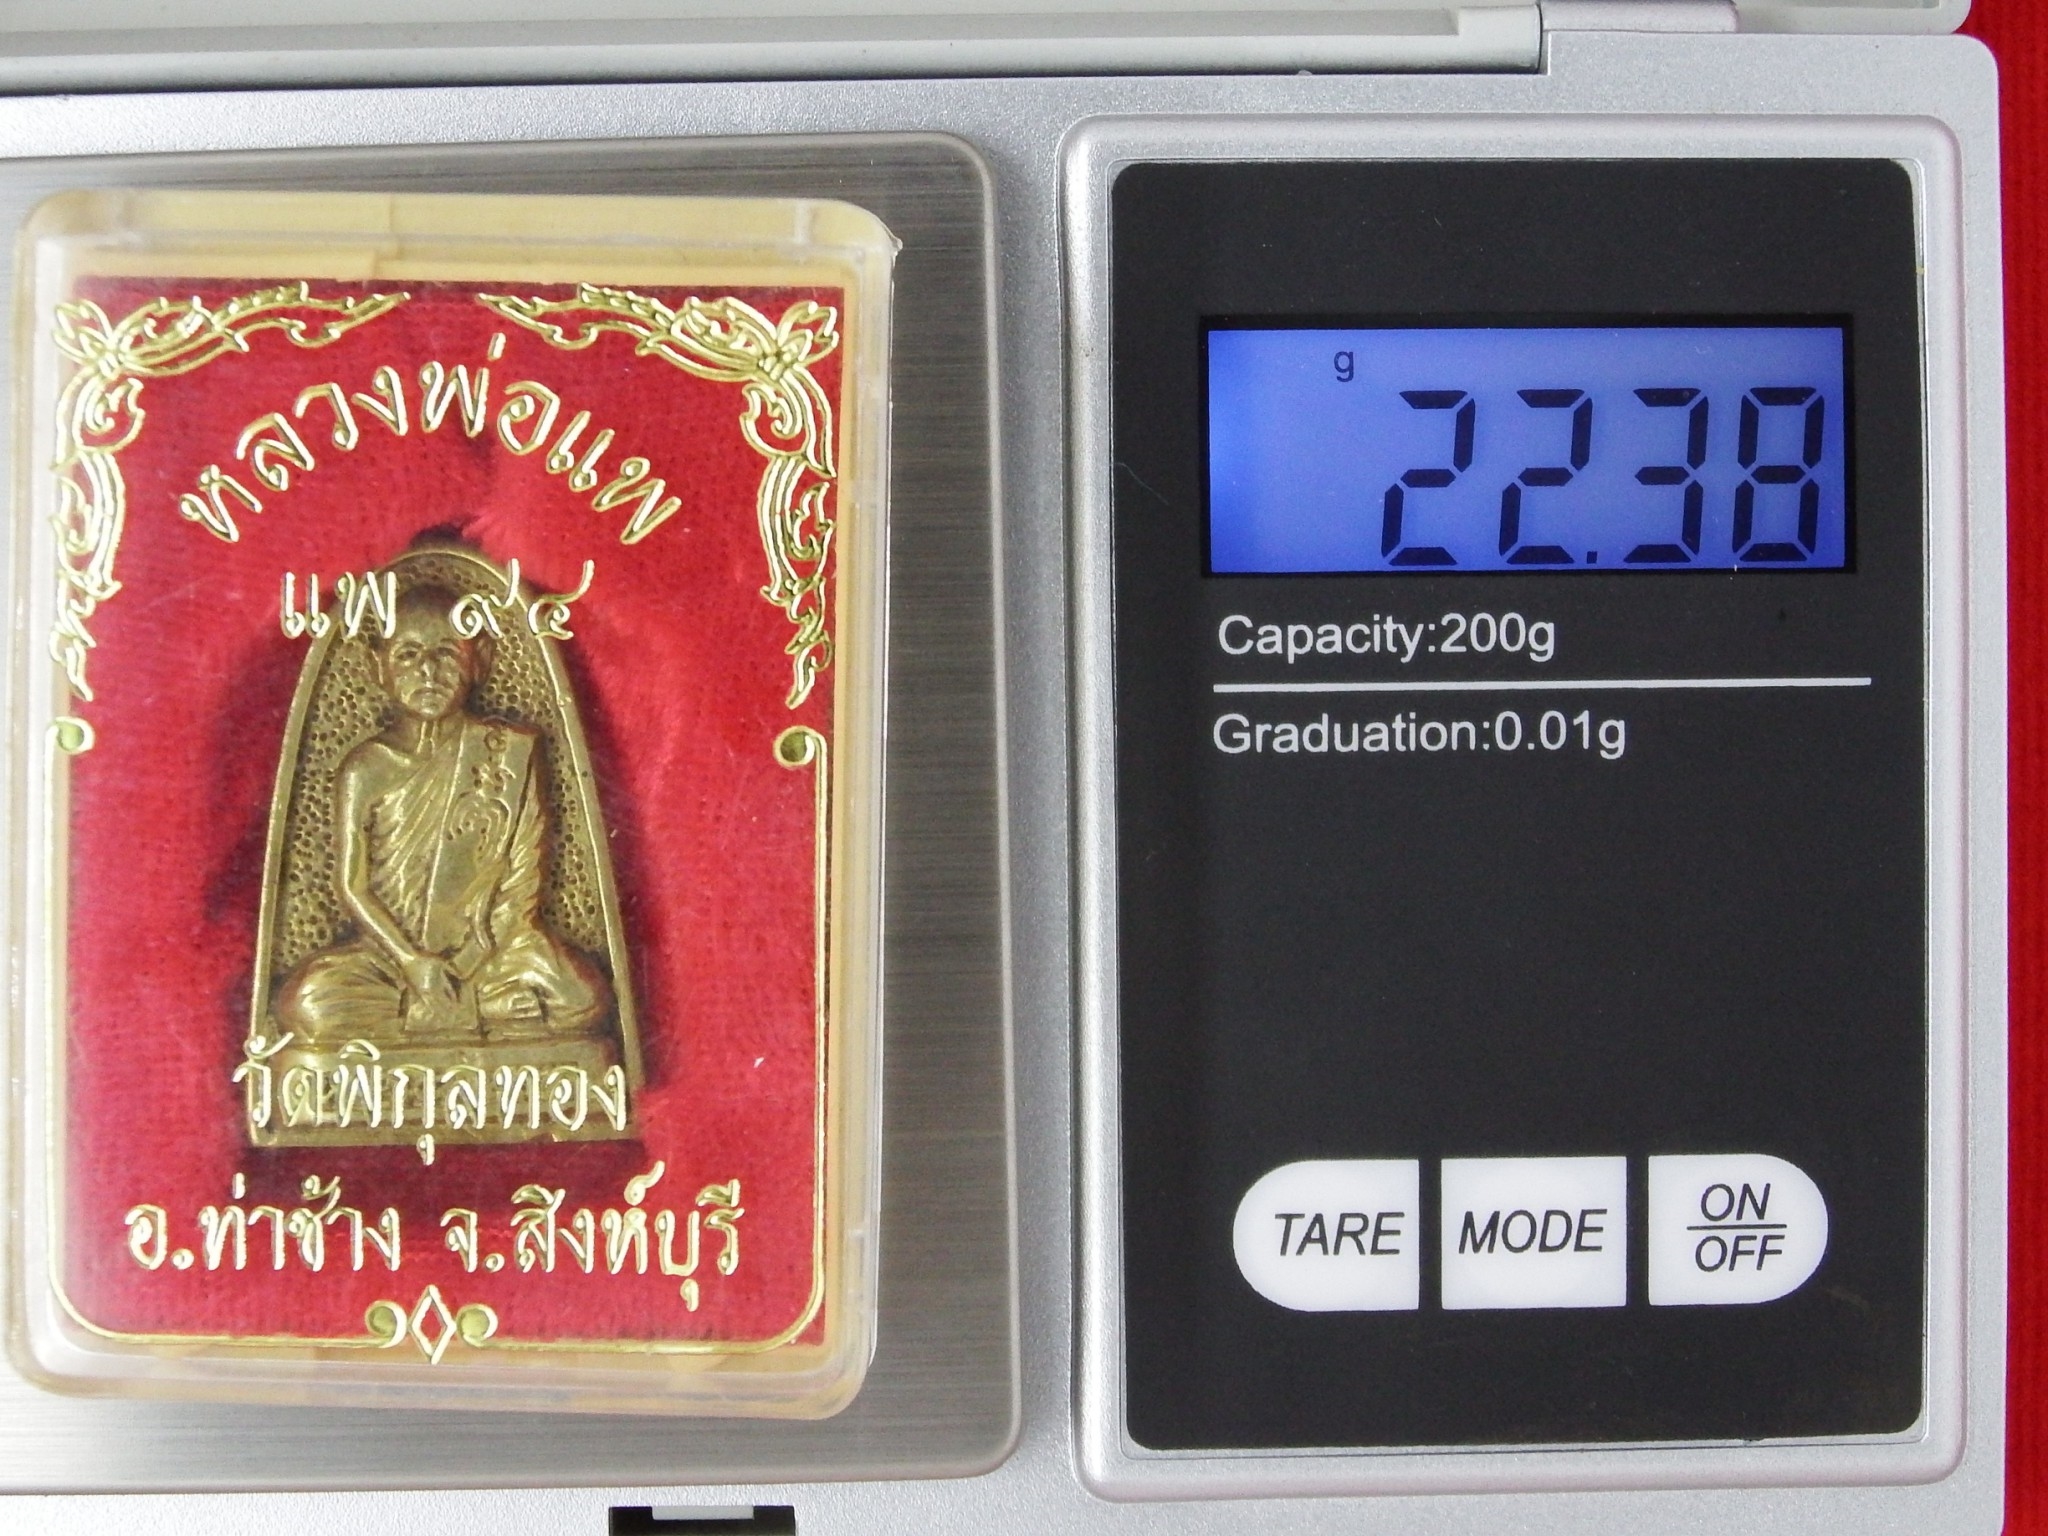 หลวงพ่อแพ
แพ ๙๔
วัดพิกุลทอง
อ.ท่าช้าง จ.สิงห์บุรี
g
22.38
Capacity:200g
Graduation:0.01g
TARE MODE ON
OFF